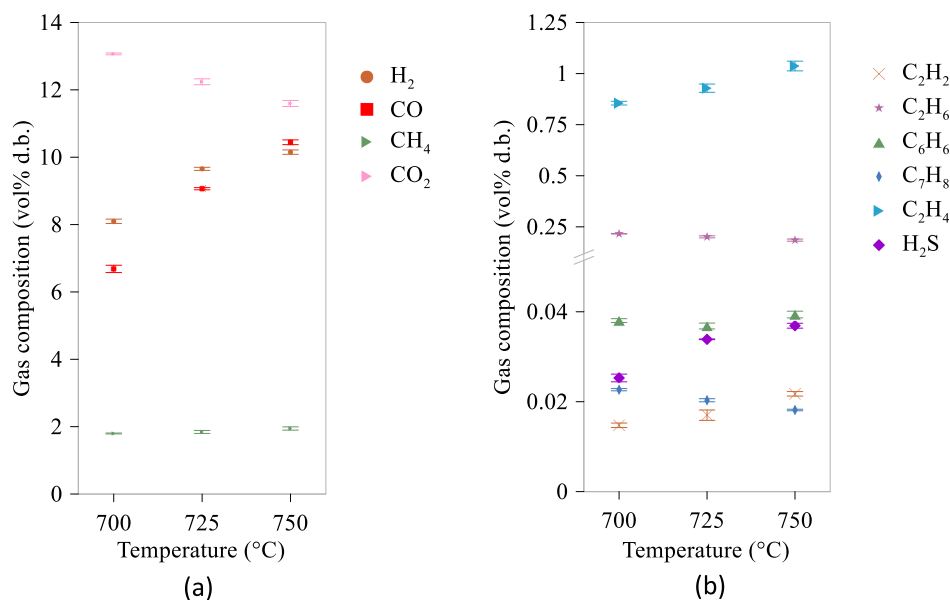 Gas composition (vol% d.b.)
14
12
10
8
6
4
2
0
700 725 750
Temperature (°C)
(a)
H₂
CO
CH₄
CO₂
Gas composition (vol% d.b.)
1.25
1
0.75
0.5
0.25
0.04
0.02
0
700 725 750
Temperature (°C)
(b)
C₂H₂
C₂H₆
C₆H₆
C₇H₈
C₂H₄
H₂S